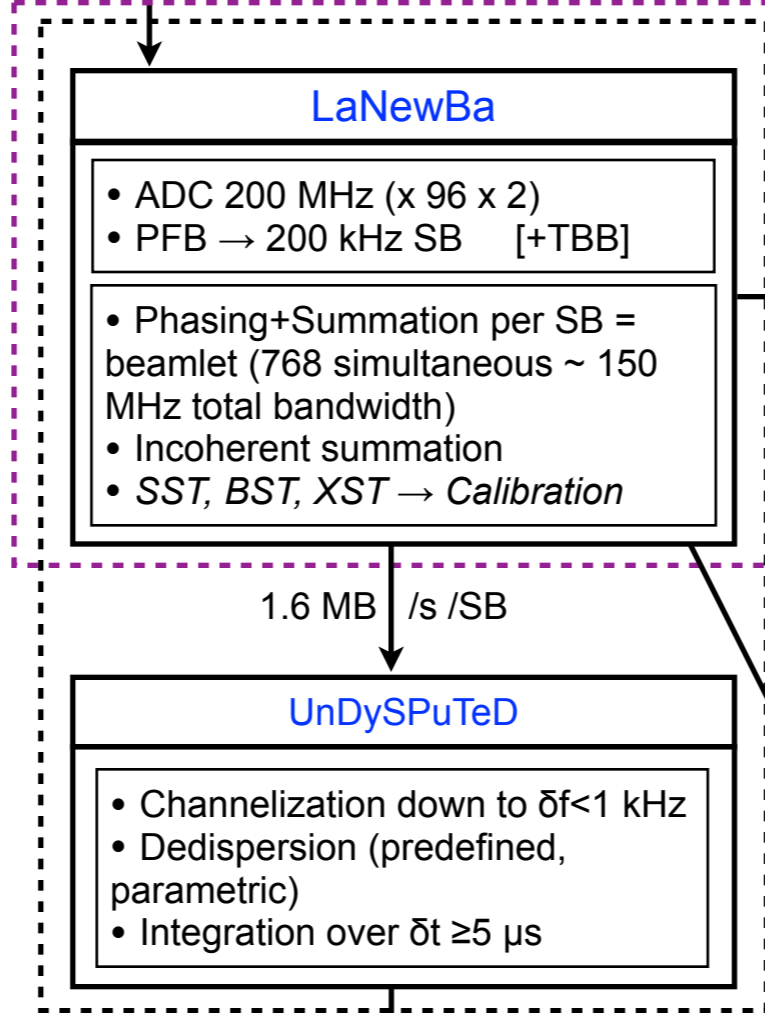 LaNewBa
• ADC 200 MHz (x 96 x 2)
• PFB → 200 kHz SB [+TBB]
• Phasing+Summation per SB =
beamlet (768 simultaneous ~ 150
MHz total bandwidth)
• Incoherent summation
• SST, BST, XST → Calibration
1.6 MB /s /SB
UnDySPuTeD
• Channelization down to δf<1 kHz
• Dedispersion (predefined,
parametric)
• Integration over δt ≥5 μs